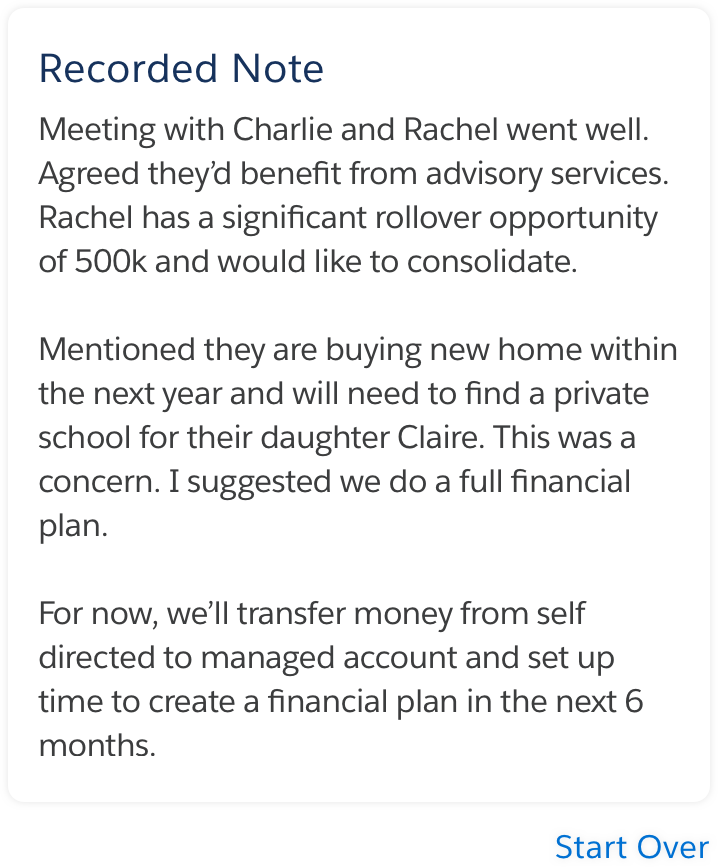 Recorded Note
Meeting with Charlie and Rachel went well.
Agreed they’d benefit from advisory services.
Rachel has a significant rollover opportunity
of 500k and would like to consolidate.
Mentioned they are buying new home within
the next year and will need to find a private
school for their daughter Claire. This was a
concern. I suggested we do a full financial
plan.
For now, we’ll transfer money from self
directed to managed account and set up
time to create a financial plan in the next 6
months.
Start Over